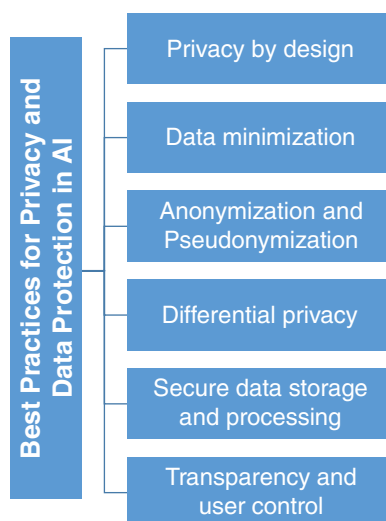 Best Practices for Privacy and
Data Protection in AI
Privacy by design
Data minimization
Anonymization and
Pseudonymization
Differential privacy
Secure data storage
and processing
Transparency and
user control